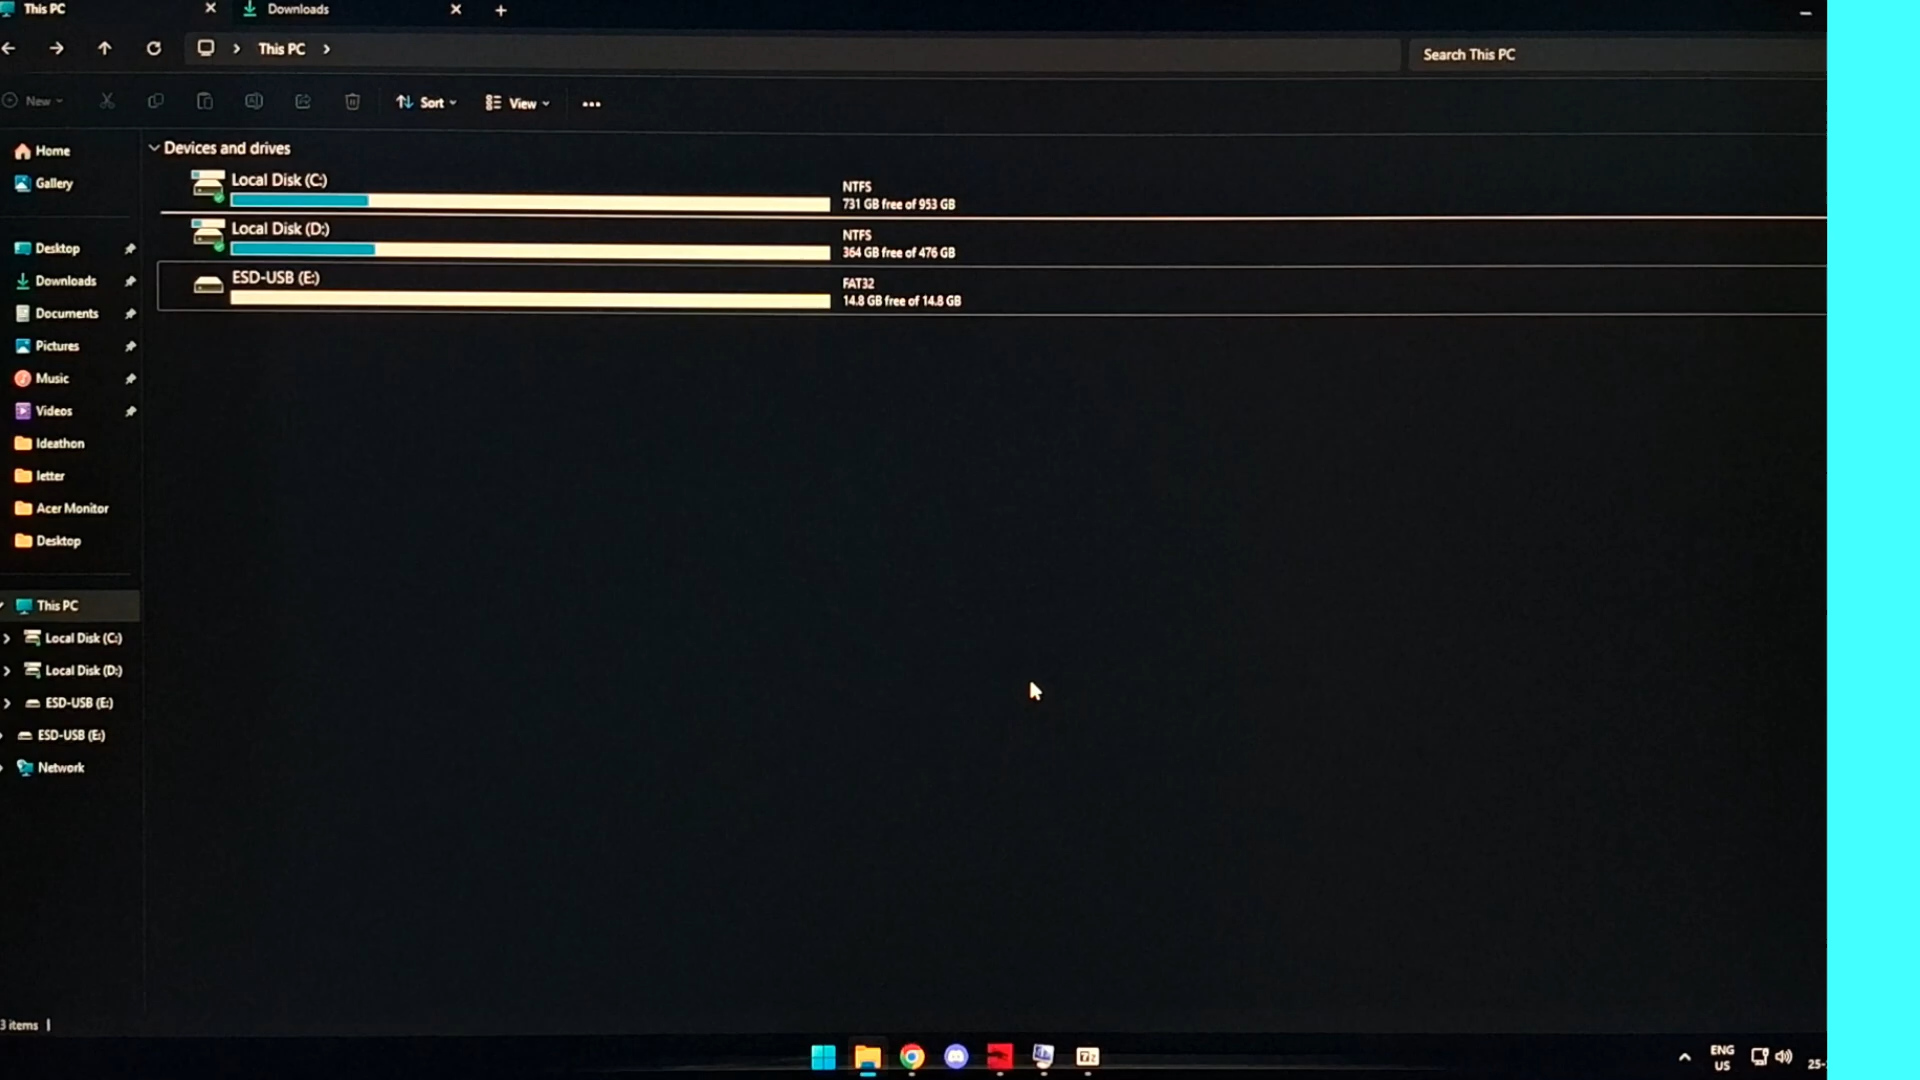 This PC
Downloads
This PC
Search This PC
New
Sort
View
Home
Gallery
Desktop
Downloads
Documents
Pictures
Music
Videos
Ideathon
letter
Acer Monitor
Desktop
This PC
Local Disk (C:)
Local Disk (D:)
ESD-USB (E:)
ESD-USB (E:)
Network
Devices and drives
Local Disk (C:)
NTFS
731 GB free of 953 GB
Local Disk (D:)
NTFS
364 GB free of 476 GB
ESD-USB (E:)
FAT32
14.8 GB free of 14.8 GB
3 items
ENG
US
25-